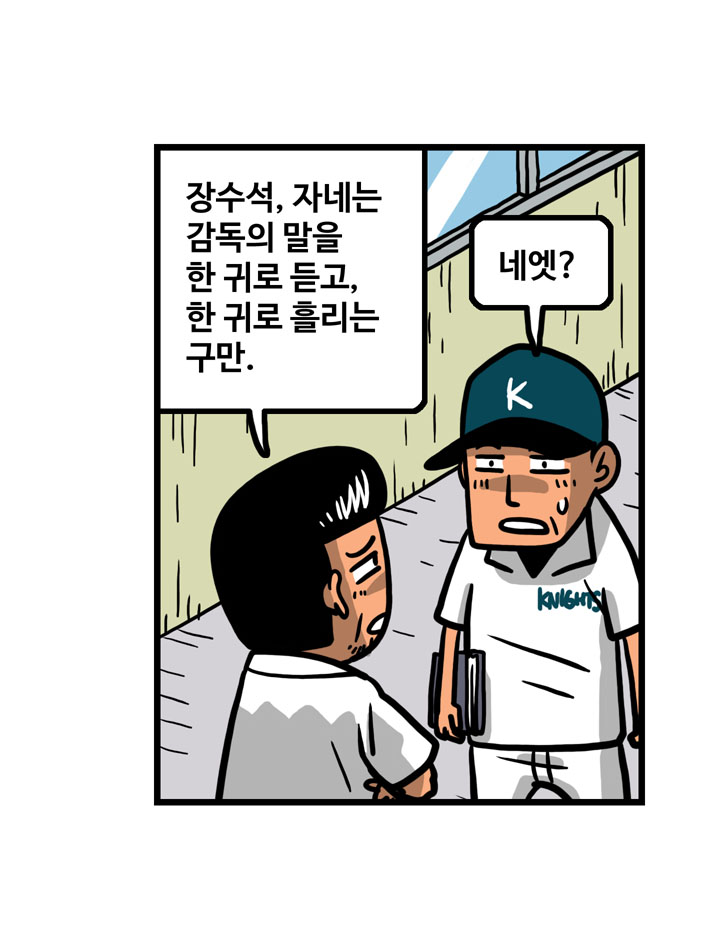 장수석, 자네는
감독의 말을
한 귀로 듣고,
한 귀로 흘리는
구만.
네엣?
K
KNIGHTS